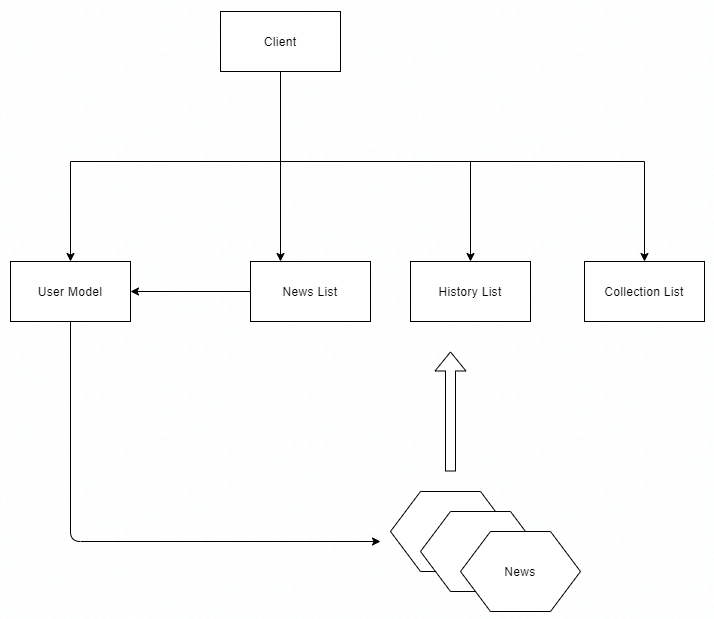 Client
User Model
News List
History List
Collection List
News